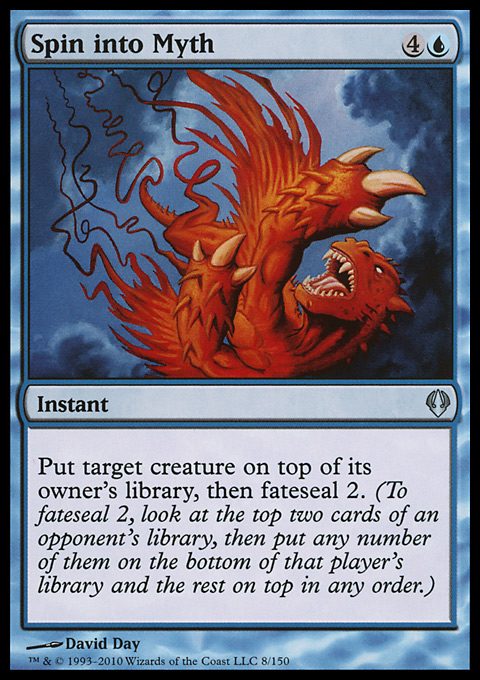 Spin into Myth 4
Instant
Put target creature on top of its
owner's library, then fateseal 2. (To
fateseal 2, look at the top two cards of an
opponent's library, then put any number
of them on the bottom of that player's
library and the rest on top in any order.)
David Day
™ & © 1993–2010 Wizards of the Coast LLC 8/150